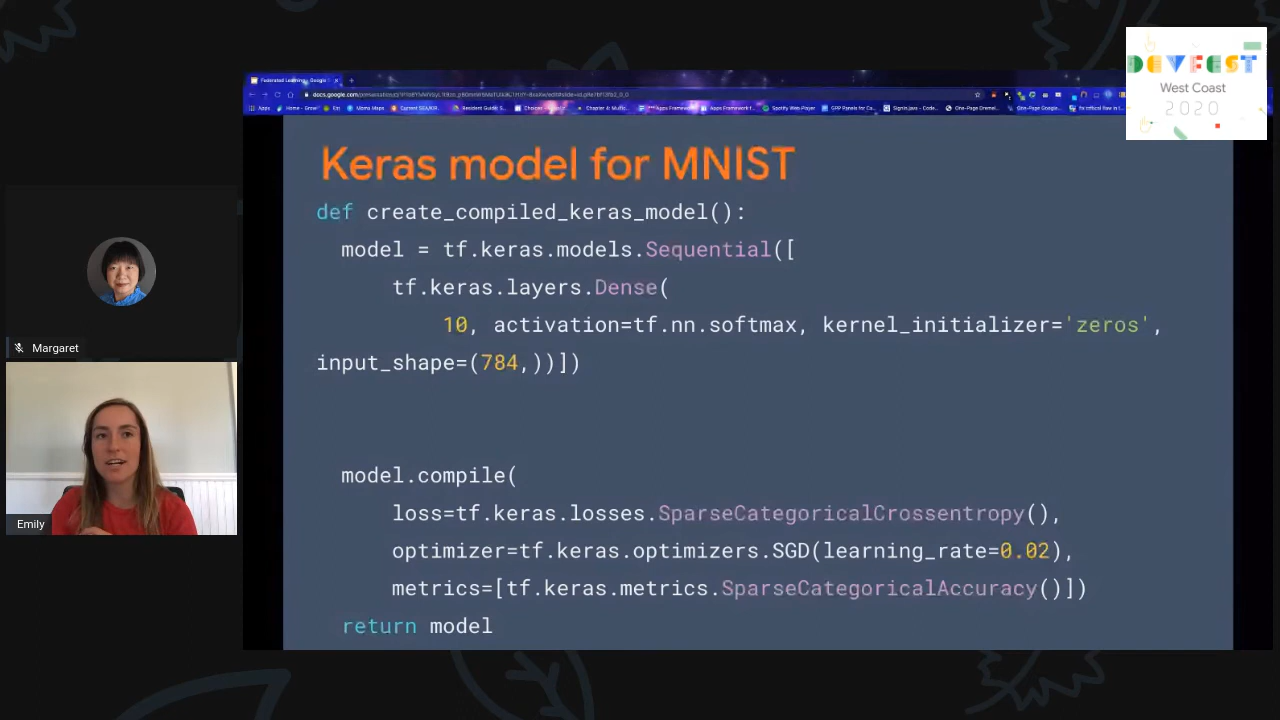 DEVFEST
West Coast
2020
Keras model for MNIST
def create_compiled_keras_model():
model = tf.keras.models.Sequential([
tf.keras.layers.Dense(
10, activation=tf.nn.softmax, kernel_initializer='zeros',
input_shape=(784,))])
model.compile(
loss=tf.keras.losses.SparseCategoricalCrossentropy(),
optimizer=tf.keras.optimizers.SGD(learning_rate=0.02),
metrics=[tf.keras.metrics.SparseCategoricalAccuracy()])
return model
Margaret
Emily